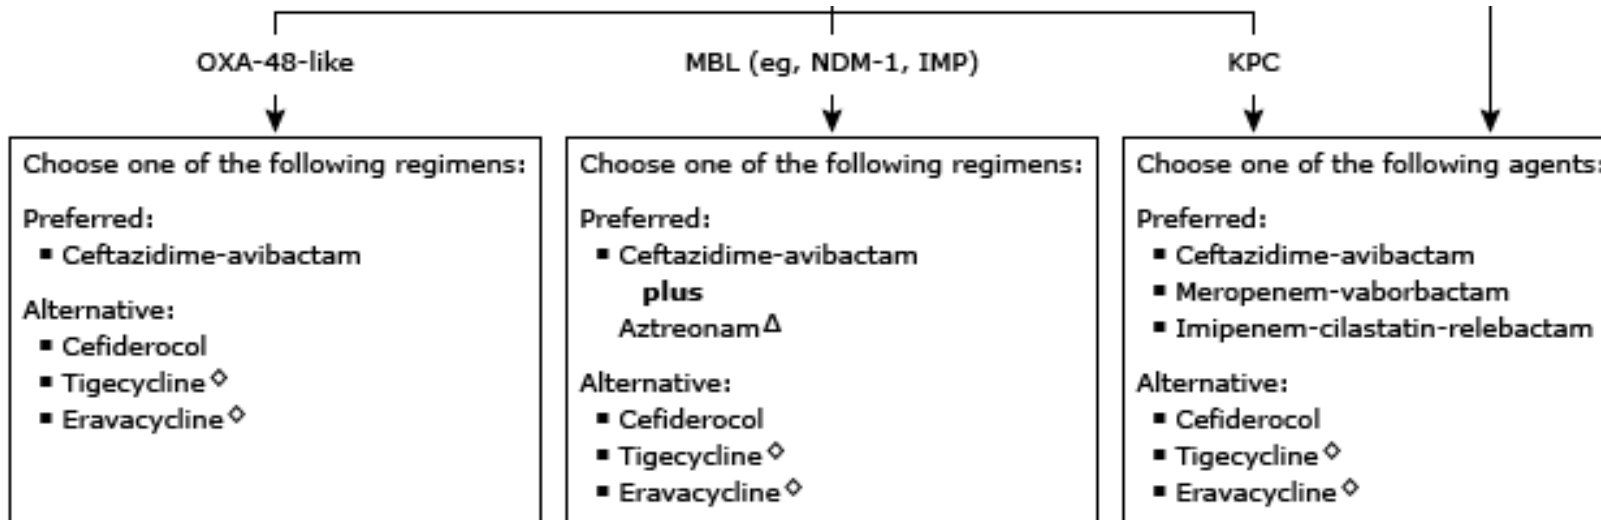 OXA-48-like
MBL (eg, NDM-1, IMP)
KPC
Choose one of the following regimens:
Preferred:
▪ Ceftazidime-avibactam
Alternative:
▪ Cefiderocol
▪ Tigecycline◇
▪ Eravacycline◇
Choose one of the following regimens:
Preferred:
▪ Ceftazidime-avibactam
plus
Aztreonam Δ
Alternative:
▪ Cefiderocol
▪ Tigecycline◇
▪ Eravacycline◇
Choose one of the following agents:
Preferred:
▪ Ceftazidime-avibactam
▪ Meropenem-vaborbactam
▪ Imipenem-cilastatin-relebactam
Alternative:
▪ Cefiderocol
▪ Tigecycline◇
▪ Eravacycline◇